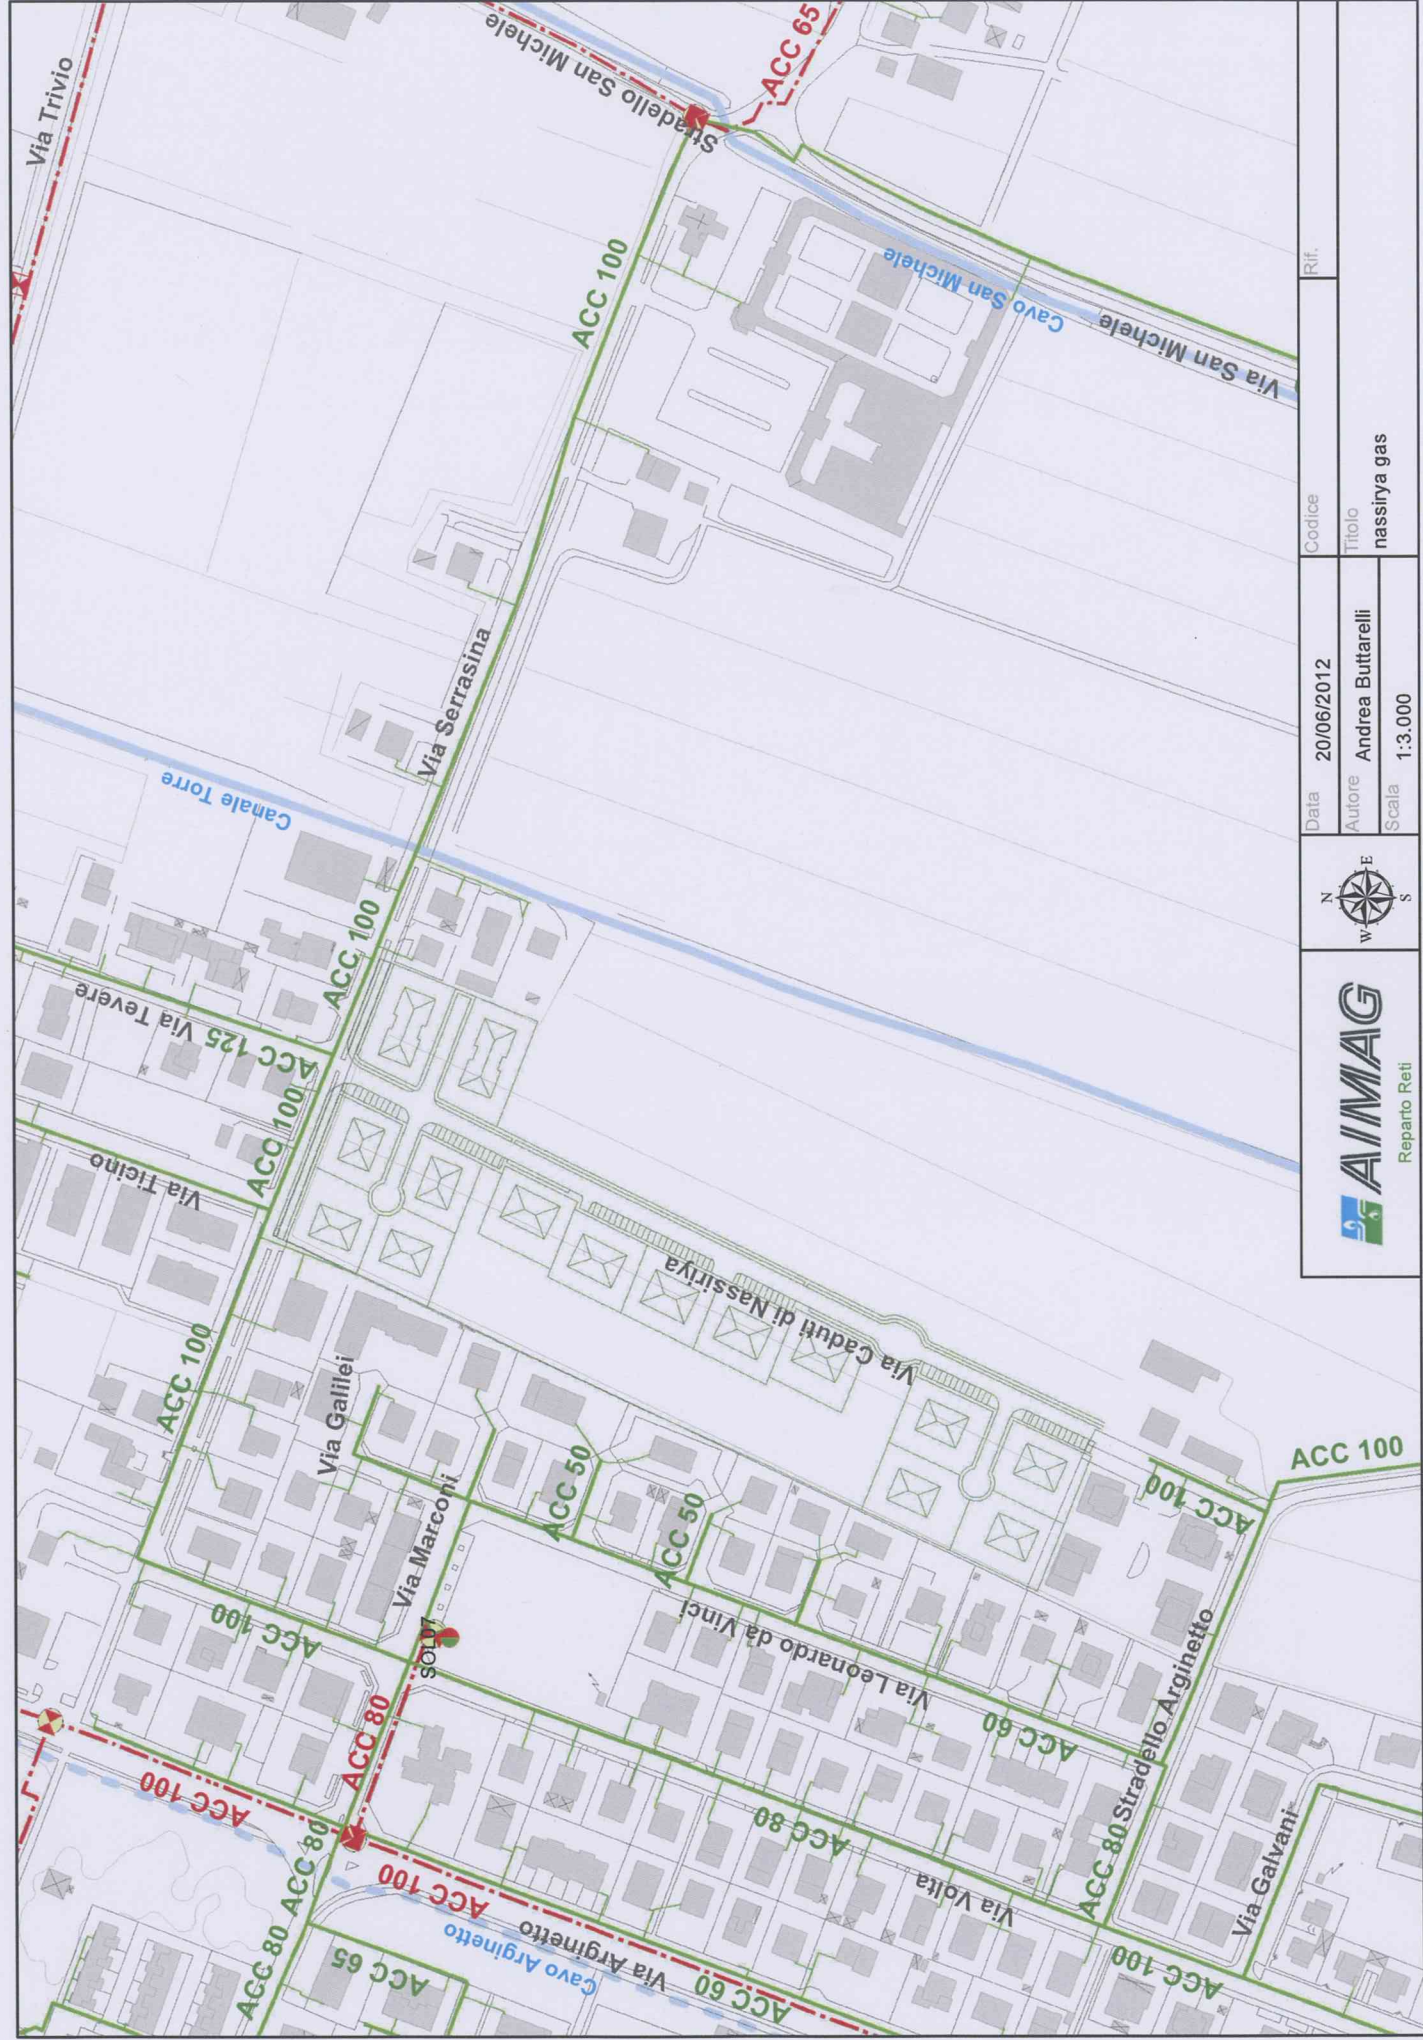 Via Trivio
Stradello San Michele
ACC 65
ACC 100
Cavo San Michele
Via San Michele
Via Serrasina
Canale Torre
ACC 100
Via Tevere
ACC 125
ACC 100
Via Ticino
ACC 100
Via Galilei
Via Marconi
ACC 50
ACC 50
Via Caduti di Nassiriya
ACC 100
SOL07
ACC 80
ACC 100
ACC 80
ACC 80
ACC 100
ACC 65
Cavo Arginetto
Via Arginetto
ACC 60
Via Leonardo da Vinci
ACC 60
ACC 80
Via Volta
ACC 80
Stradello Arginetto
ACC 100
ACC 100
ACC 100
Via Galvani
AIMAG
Reparto Reti
N
W
E
S
Data
20/06/2012
Autore
Andrea Buttarelli
Scala
1:3.000
Codice
Rif.
Titolo
nassirya gas